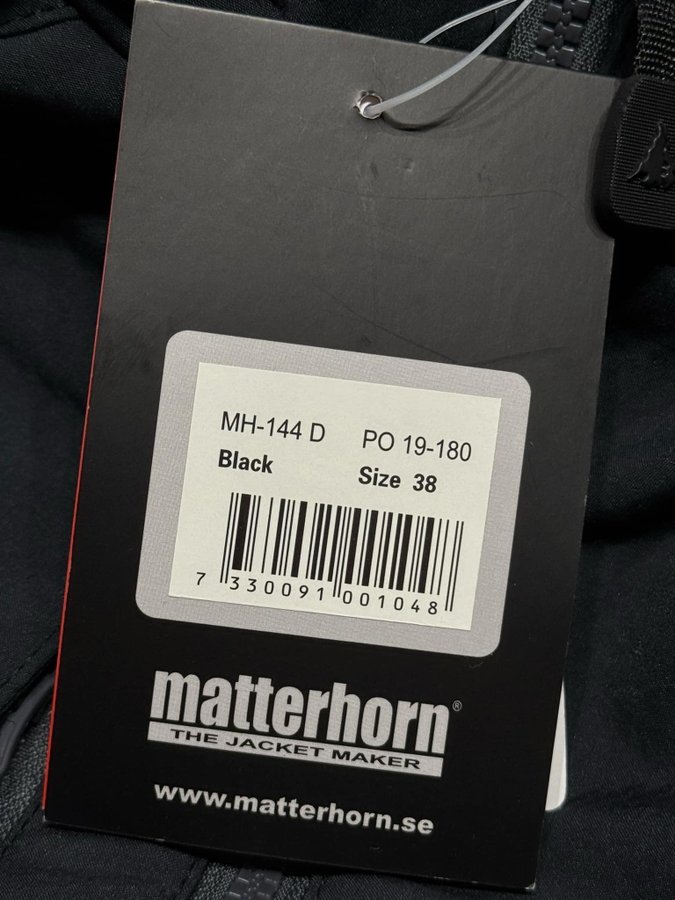 MH-144 D PO 19-180
Black Size 38
7 330091 001048
matterhorn®
THE JACKET MAKER
www.matterhorn.se